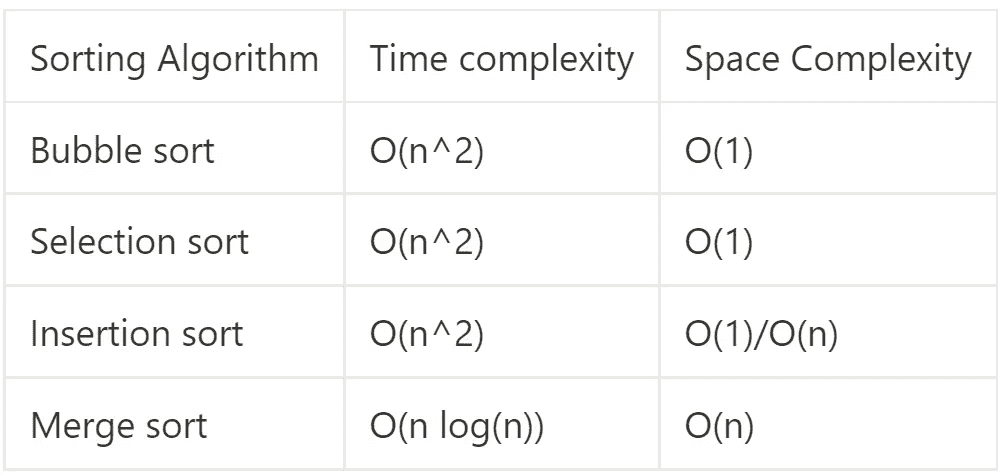 Sorting Algorithm Time complexity Space Complexity
Bubble sort O(n^2) O(1)
Selection sort O(n^2) O(1)
Insertion sort O(n^2) O(1)/O(n)
Merge sort O(n log(n)) O(n)